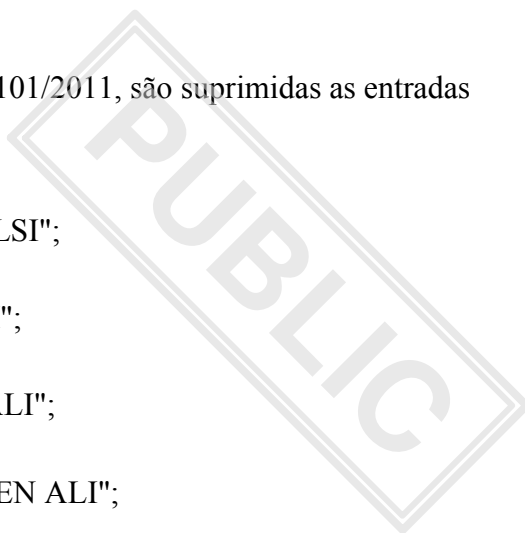 101/2011, são suprimidas as entradas
PUBLIC
LSI";
";
ALI";
EN ALI";